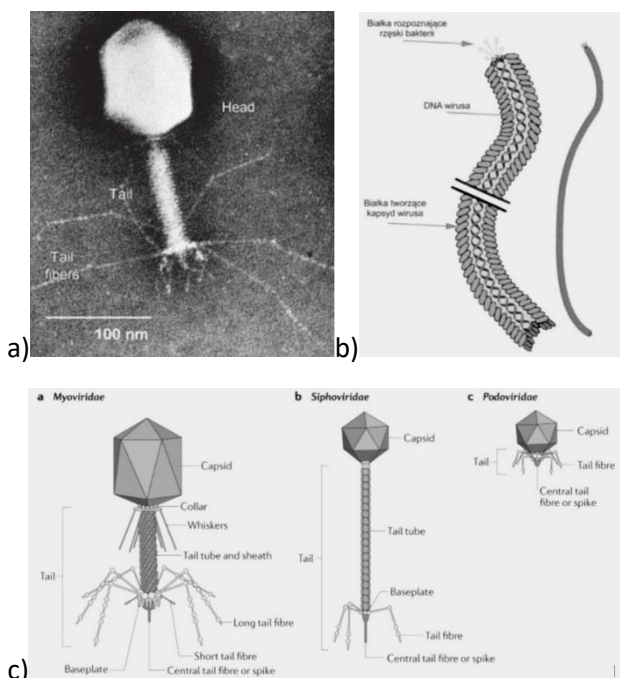 Head
Tail
Tail
fibers
100 nm
a)
Białka rozpoznające
rzęski bakterii
DNA wirusa
Białka tworzące
kapsyd wirusa
b)
a Myoviridae
Capsid
Collar
Whiskers
Tail tube and sheath
Tail
Long tail fibre
Short tail fibre
Baseplate
Central tail fibre or spike
b Siphoviridae
Capsid
Tail tube
Tail
Baseplate
Tail fibre
Central tail fibre or spike
c Podoviridae
Capsid
Tail
Tail fibre
Central tail
fibre or spike
c)